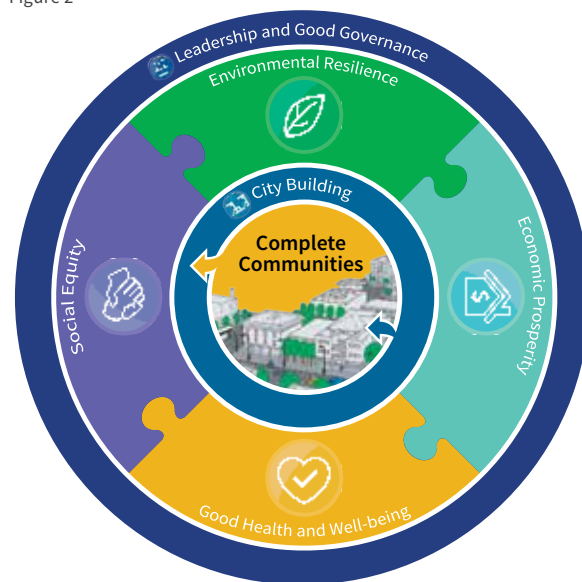 Figure 2
Leadership and Good Governance
Environmental Resilience
City Building
Complete
Communities
Social Equity
Economic Prosperity
$
Good Health and Well-being